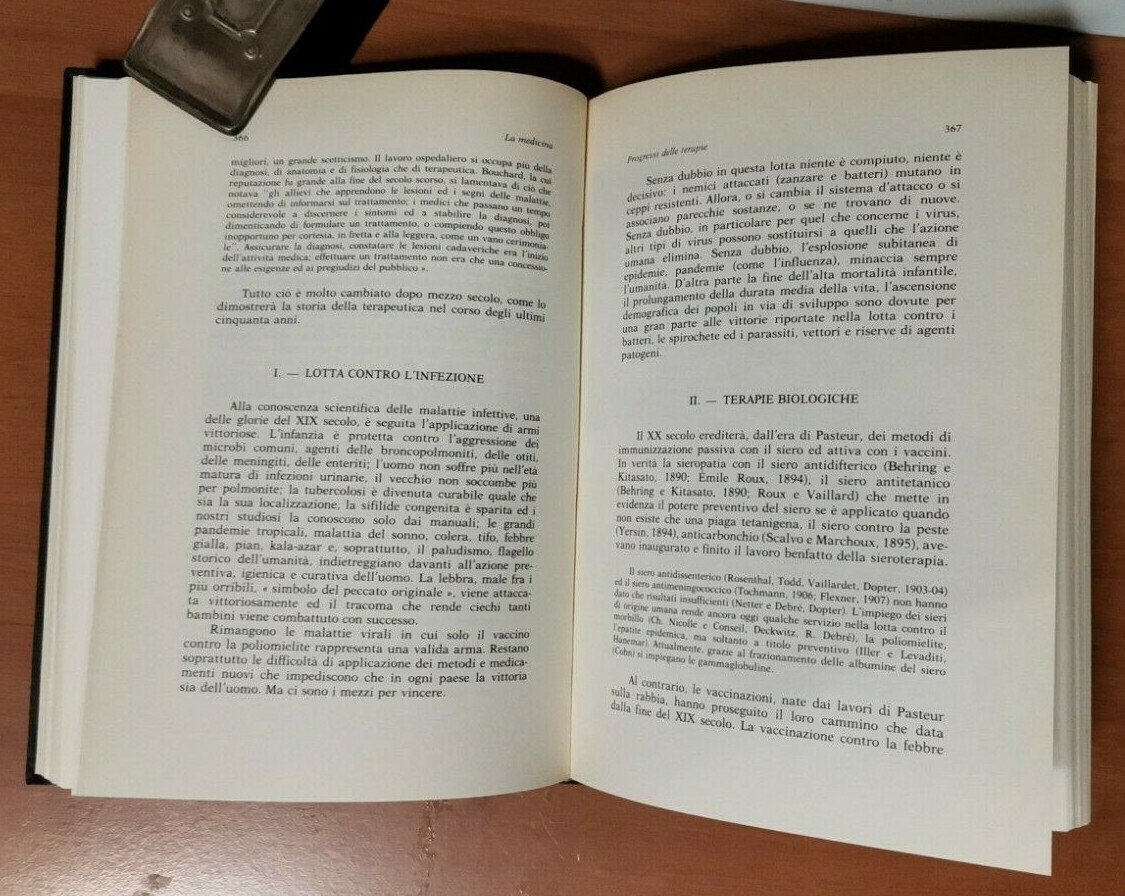 366
La medicina
migliori, un grande scetticismo. Il lavoro ospedaliero si occupa più della
diagnosi, di anatomia e di fisiologia che di terapeutica. Bouchard, la cui
reputazione fu grande alla fine del secolo scorso, si lamentava di ciò che
notava "gli allievi che apprendono le lesioni ed i segni delle malattie,
omettendo di informarsi sul trattamento; i medici che passano un tempo
considerevole a discernere i sintomi ed a stabilire la diagnosi, poi
dimenticando di formulare un trattamento, o compiendo questo obbligo
inopportuno per cortesia, in fretta e alla leggera, come un vano cerimonia-
le". Assicurare la diagnosi, constatare le lesioni cadaveriche era l'inizio
dell'attività medica; effettuare un trattamento non era che una concessio-
ne alle esigenze ed ai pregiudizi del pubblico ».
Tutto ciò è molto cambiato dopo mezzo secolo, come lo
dimostrerà la storia della terapeutica nel corso degli ultimi
cinquanta anni.
I. — LOTTA CONTRO L'INFEZIONE
Alla conoscenza scientifica delle malattie infettive, una
delle glorie del XIX secolo, è seguita l'applicazione di armi
vittoriose. L'infanzia è protetta contro l'aggressione dei
microbi comuni, agenti delle broncopolmoniti, delle otiti,
delle meningiti, delle enteriti; l'uomo non soffre più nell'età
matura di infezioni urinarie, il vecchio non soccombe più
per polmonite; la tubercolosi è divenuta curabile quale che
sia la sua localizzazione, la sifilide congenita è sparita ed i
nostri studiosi la conoscono solo dai manuali; le grandi
pandemie tropicali, malattia del sonno, colera, tifo, febbre
gialla, pian, kala-azar e, soprattutto, il paludismo, flagello
storico dell'umanità, indietreggiano davanti all'azione pre-
ventiva, igienica e curativa dell'uomo. La lebbra, male fra i
più orribili, « simbolo del peccato originale », viene attacca-
ta vittoriosamente ed il tracoma che rende ciechi tanti
bambini viene combattuto con successo.
Rimangono le malattie virali in cui solo il vaccino
contro la poliomielite rappresenta una valida arma. Restano
soprattutto le difficoltà di applicazione dei metodi e medica-
menti nuovi che impediscono che in ogni paese la vittoria
sia dell'uomo. Ma ci sono i mezzi per vincere.
367
Progressi delle terapie
Senza dubbio in questa lotta niente è compiuto, niente è
decisivo: i nemici attaccati (zanzare e batteri) mutano in
ceppi resistenti. Allora, o si cambia il sistema d'attacco o si
associano parecchie sostanze, o se ne trovano di nuove.
Senza dubbio, in particolare per quel che concerne i virus,
altri tipi di virus possono sostituirsi a quelli che l'azione
umana elimina. Senza dubbio, l'esplosione subitanea di
epidemie, pandemie (come l'influenza), minaccia sempre
l'umanità. D'altra parte la fine dell'alta mortalità infantile,
il prolungamento della durata media della vita, l'ascensione
demografica dei popoli in via di sviluppo sono dovute per
una gran parte alle vittorie riportate nella lotta contro i
batteri, le spirochete ed i parassiti, vettori e riserve di agenti
patogeni.
II. — TERAPIE BIOLOGICHE
Il XX secolo erediterà, dall'era di Pasteur, dei metodi di
immunizzazione passiva con il siero ed attiva con i vaccini.
In verità la sieropatia con il siero antidifterico (Behring e
Kitasato, 1890; Émile Roux, 1894), il siero antitetanico
(Behring e Kitasato, 1890; Roux e Vaillard) che mette in
evidenza il potere preventivo del siero se è applicato quando
non esiste che una piaga tetanigena, il siero contro la peste
(Yersin, 1894), anticarbonchio (Scalvo e Marchoux, 1895), ave-
vano inaugurato e finito il lavoro benfatto della sieroterapia.
Il siero antidissenterico (Rosenthal, Todd, Vaillardet, Dopter, 1903-04)
ed il siero antimeningococcico (Tochmann, 1906; Flexner, 1907) non hanno
dato che risultati insufficienti (Netter e Debré, Dopter). L'impiego dei sieri
di origine umana rende ancora oggi qualche servizio nella lotta contro il
morbillo (Ch. Nicolle e Conseil, Deckwitz, R. Debré), la poliomielite,
l'epatite epidemica, ma soltanto a titolo preventivo (Iller e Levaditi,
Hanemar). Attualmente, grazie al frazionamento delle albumine del siero
(Cohn) si impiegano le gammaglobuline.
Al contrario, le vaccinazioni, nate dai lavori di Pasteur
sulla rabbia, hanno proseguito il loro cammino che data
dalla fine del XIX secolo. La vaccinazione contro la febbre